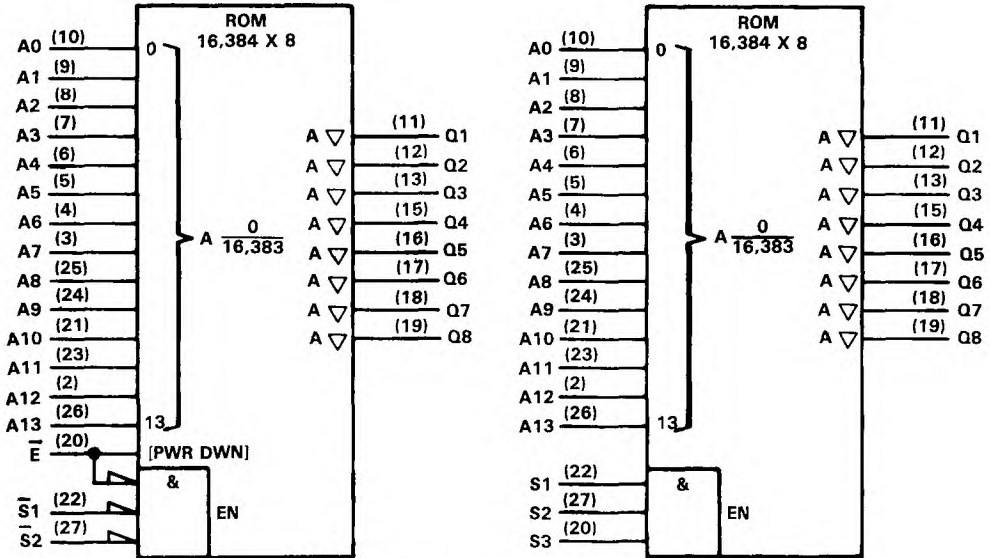 ROM
16,384 X 8
A0 (10) 0
A1 (9)
A2 (8)
A3 (7)
A4 (6)
A5 (5)
A6 (4)
A7 (3)
A8 (25)
A9 (24)
A10 (21)
A11 (23)
A12 (2)
A13 (26) 13
E̅ (20) [PWR DWN]
S̅1 (22)
S̅2 (27)
& EN
A 0
16,383
A ▽ (11) Q1
A ▽ (12) Q2
A ▽ (13) Q3
A ▽ (15) Q4
A ▽ (16) Q5
A ▽ (17) Q6
A ▽ (18) Q7
A ▽ (19) Q8
ROM
16,384 X 8
A0 (10) 0
A1 (9)
A2 (8)
A3 (7)
A4 (6)
A5 (5)
A6 (4)
A7 (3)
A8 (25)
A9 (24)
A10 (21)
A11 (23)
A12 (2)
A13 (26) 13
S1 (22)
S2 (27)
S3 (20)
& EN
A 0
16,383
A ▽ (11) Q1
A ▽ (12) Q2
A ▽ (13) Q3
A ▽ (15) Q4
A ▽ (16) Q5
A ▽ (17) Q6
A ▽ (18) Q7
A ▽ (19) Q8